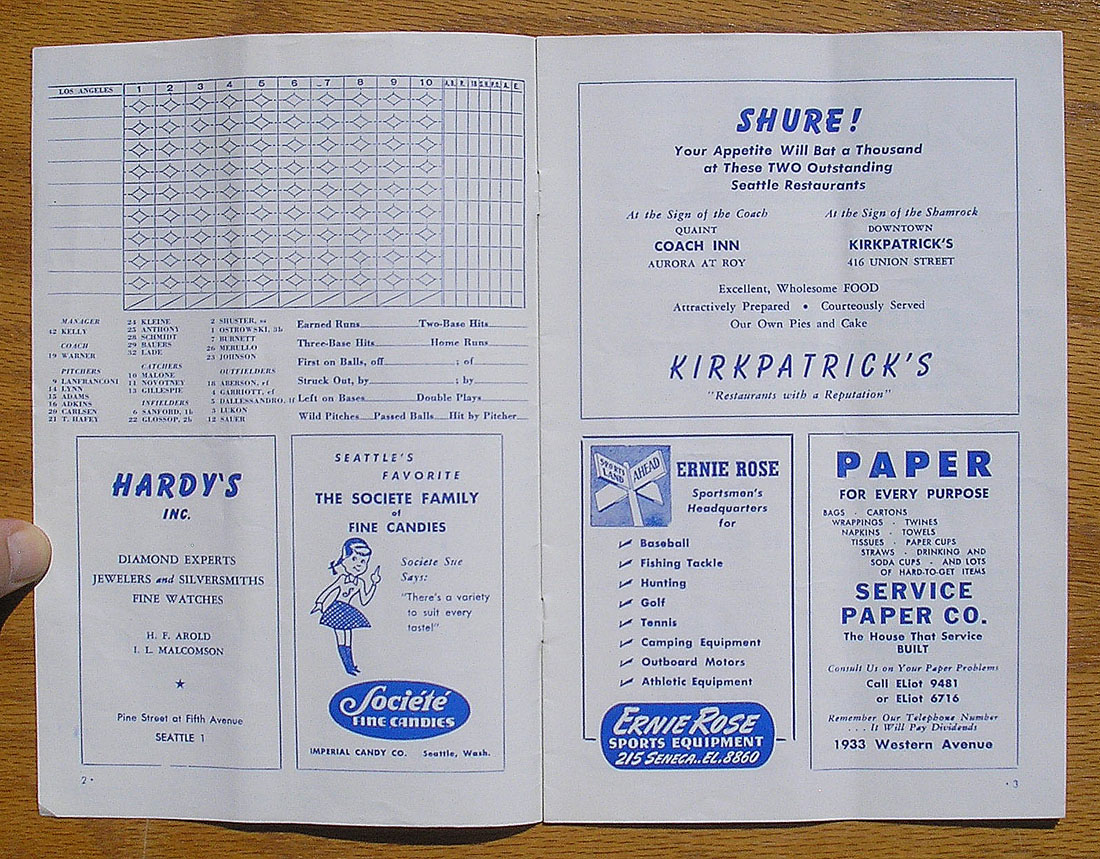 LOS ANGELES 1 2 3 4 5 6 7 8 9 10 A.B. R. 1B S.H. P.O. A. E.
MANAGER
42 KELLY
COACH
19 WARNER
PITCHERS
9 LANFRANCONI
14 LYNN
15 ADAMS
16 ADKINS
20 CARLSEN
21 T. HAFEY
24 KLEINE
25 ANTHONY
28 SCHMIDT
29 BAUERS
32 LADE
CATCHERS
10 MALONE
11 NOVOTNEY
13 GILLESPIE
INFIELDERS
6 SANFORD, 1b
22 GLOSSOP, 2b
2 SHUSTER, ss
1 OSTROWSKI, 3b
7 BURNETT
26 MERULLO
23 JOHNSON
OUTFIELDERS
18 ABERSON, rf
4 GARRIOTT, cf
5 DALLESSANDRO, lf
3 LUKON
12 SAUER
Earned Runs Two-Base Hits
Three-Base Hits Home Runs
First on Balls, off ; of
Struck Out, by ; by
Left on Bases Double Plays
Wild Pitches Passed Balls Hit by Pitcher
HARDY'S
INC.
DIAMOND EXPERTS
JEWELERS and SILVERSMITHS
FINE WATCHES
H. F. AROLD
I. L. MALCOMSON
Pine Street at Fifth Avenue
SEATTLE 1
SEATTLE'S
FAVORITE
THE SOCIETE FAMILY
of
FINE CANDIES
Societe Sue
Says:
"There's a variety
to suit every
taste!"
Société
FINE CANDIES
IMPERIAL CANDY CO. Seattle, Wash.
2 •
SHURE!
Your Appetite Will Bat a Thousand
at These TWO Outstanding
Seattle Restaurants
At the Sign of the Coach
QUAINT
COACH INN
AURORA AT ROY
At the Sign of the Shamrock
DOWNTOWN
KIRKPATRICK'S
416 UNION STREET
Excellent, Wholesome FOOD
Attractively Prepared • Courteously Served
Our Own Pies and Cake
KIRKPATRICK'S
"Restaurants with a Reputation"
SPORTS
LAND
AHEAD
ERNIE ROSE
Sportsmen's
Headquarters
for
Baseball
Fishing Tackle
Hunting
Golf
Tennis
Camping Equipment
Outboard Motors
Athletic Equipment
ERNIE ROSE
SPORTS EQUIPMENT
215 SENECA..EL.8860
PAPER
FOR EVERY PURPOSE
BAGS - CARTONS
WRAPPINGS - TWINES
NAPKINS - TOWELS
TISSUES - PAPER CUPS
STRAWS - DRINKING AND
SODA CUPS - AND LOTS
OF HARD-TO-GET ITEMS
SERVICE
PAPER CO.
The House That Service
BUILT
Consult Us on Your Paper Problems
Call ELiot 9481
or ELiot 6716
Remember Our Telephone Number
. . . It Will Pay Dividends
1933 Western Avenue
• 3